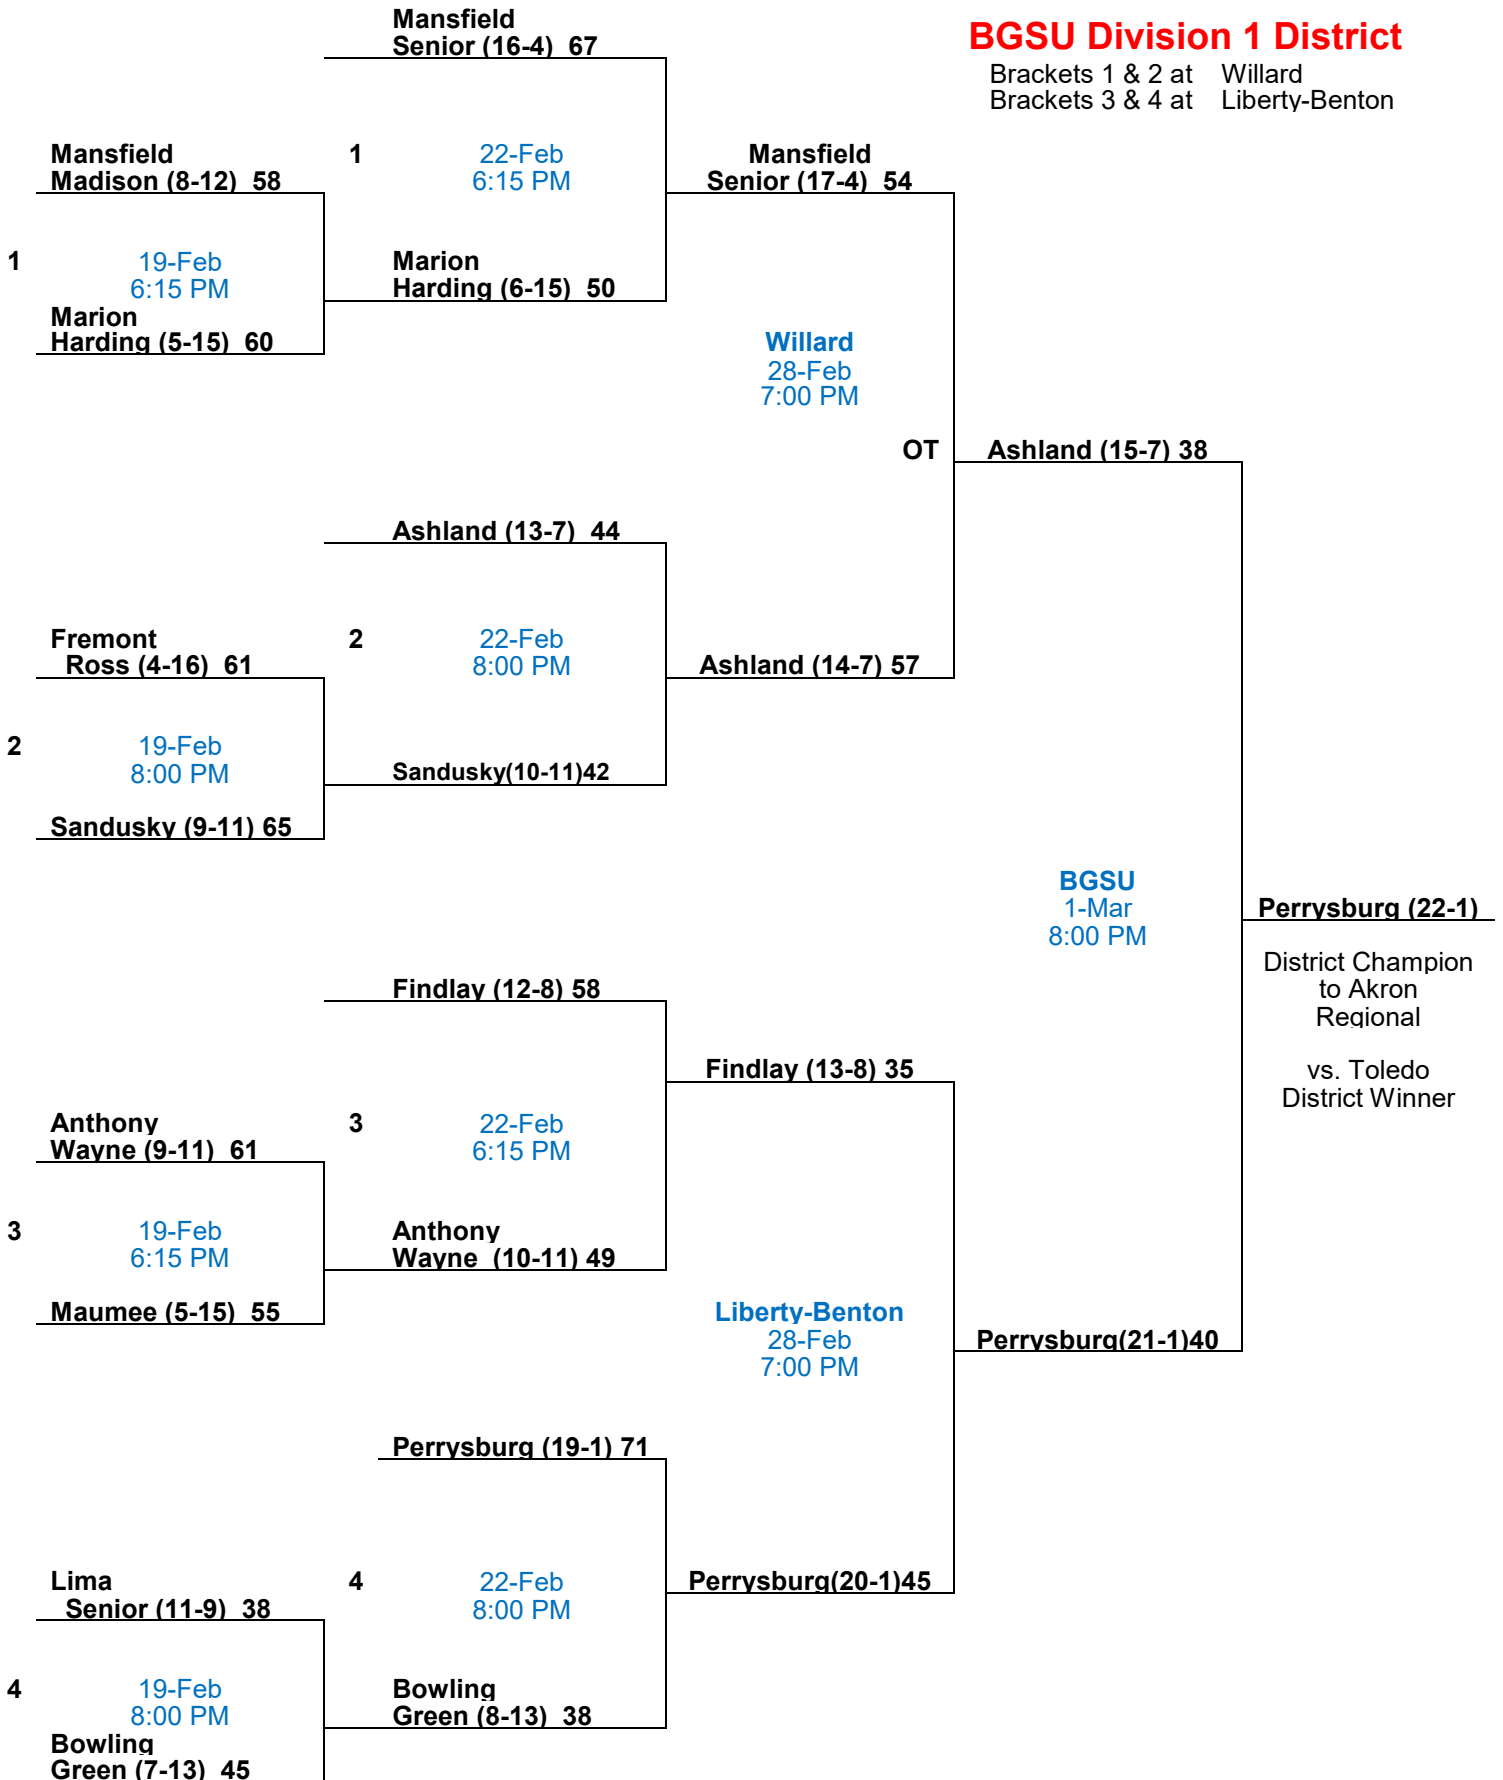 Mansfield
Senior (16-4)  67
BGSU Division 1 District
Brackets 1 & 2 at    Willard
Brackets 3 & 4 at    Liberty-Benton
Mansfield
Madison (8-12)  58
1
22-Feb
6:15 PM
Mansfield
Senior (17-4)  54
1
19-Feb
6:15 PM
Marion
Harding (6-15)  50
Marion
Harding (5-15)  60
Willard
28-Feb
7:00 PM
OT
Ashland (15-7) 38
Ashland (13-7)  44
Fremont
Ross (4-16)  61
2
22-Feb
8:00 PM
Ashland (14-7) 57
2
19-Feb
8:00 PM
Sandusky(10-11)42
Sandusky (9-11) 65
BGSU
1-Mar
8:00 PM
Perrysburg (22-1)
District Champion
to Akron
Regional
vs. Toledo
District Winner
Findlay (12-8) 58
Findlay (13-8) 35
Anthony
Wayne (9-11)  61
3
22-Feb
6:15 PM
3
19-Feb
6:15 PM
Anthony
Wayne  (10-11) 49
Maumee (5-15)  55
Liberty-Benton
28-Feb
7:00 PM
Perrysburg(21-1)40
Perrysburg (19-1) 71
Lima
Senior (11-9)  38
4
22-Feb
8:00 PM
Perrysburg(20-1)45
4
19-Feb
8:00 PM
Bowling
Green (8-13)  38
Bowling
Green (7-13)  45